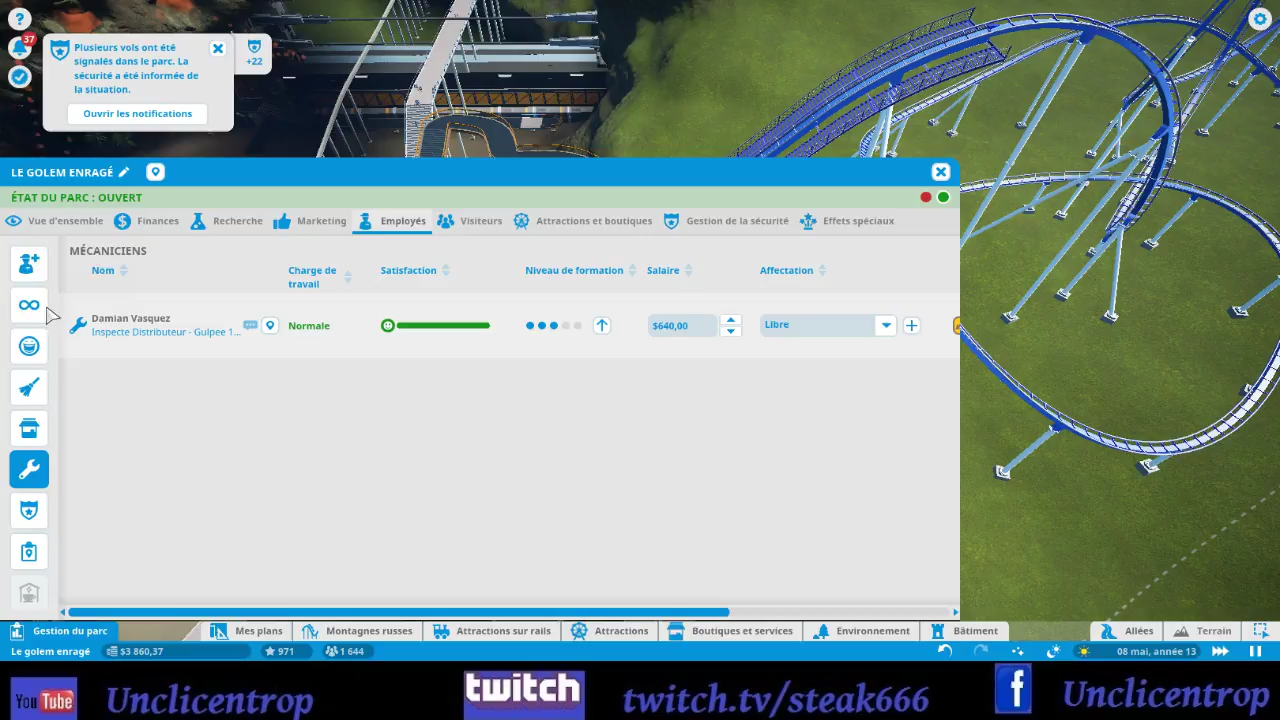 ?
37
Plusieurs vols ont été
signalés dans le parc. La
sécurité a été informée de
la situation.
Ouvrir les notifications
+22
LE GOLEM ENRAGÉ
ÉTAT DU PARC : OUVERT
Vue d'ensemble
Finances
Recherche
Marketing
Employés
Visiteurs
Attractions et boutiques
Gestion de la sécurité
Effets spéciaux
MÉCANICIENS
Nom
Charge de
travail
Satisfaction
Niveau de formation
Salaire
Affectation
Damian Vasquez
Inspecte Distributeur - Gulpee 1...
Normale
$640,00
Libre
Gestion du parc
Mes plans
Montagnes russes
Attractions sur rails
Attractions
Boutiques et services
Environnement
Bâtiment
Allées
Terrain
Le golem enragé
$3 860,37
971
1 644
08 mai, année 13
YouTube
Unclicentrop
twitch
twitch.tv/steak666
f
Unclicentrop